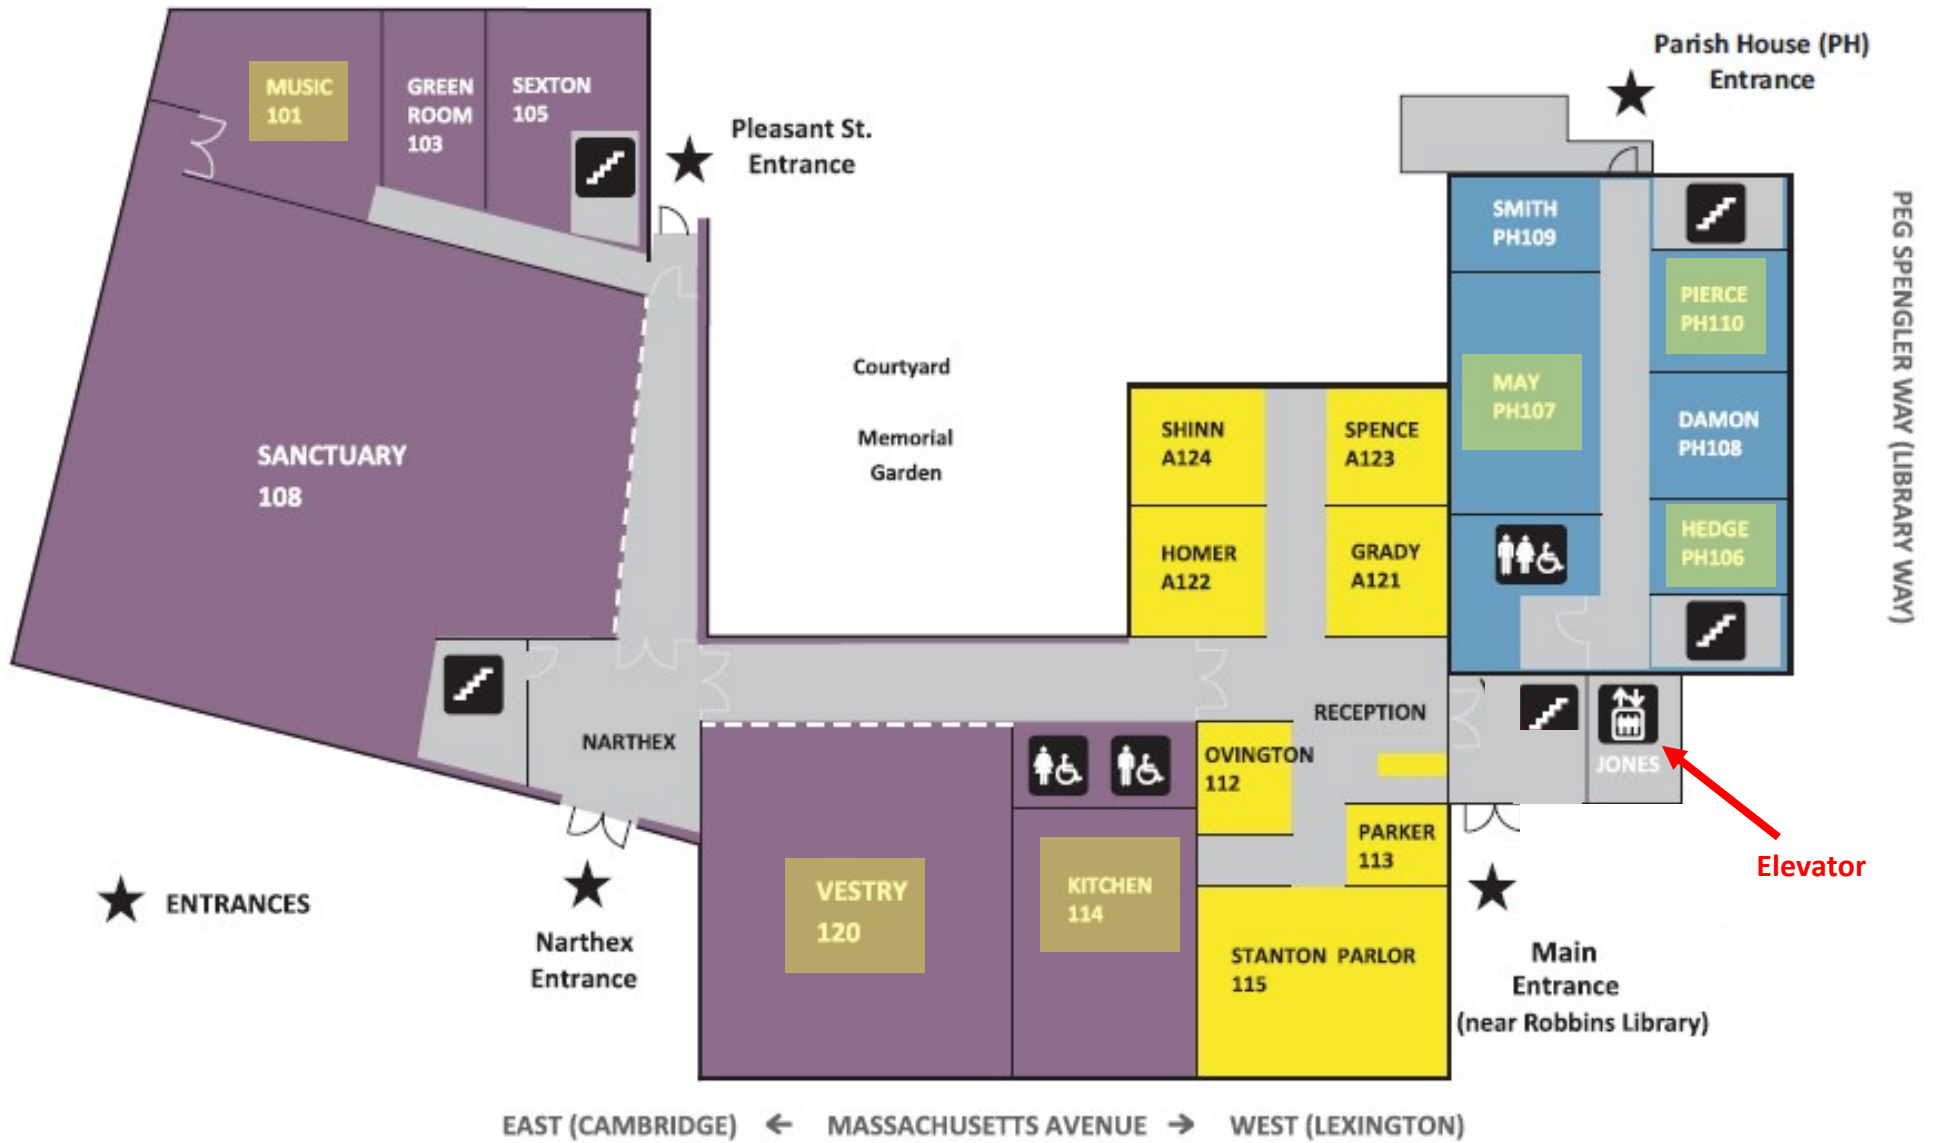 MUSIC
101
GREEN
ROOM
103
SEXTON
105
Pleasant St.
Entrance
Parish House (PH)
Entrance
SMITH
PH109
PIERCE
PH110
MAY
PH107
DAMON
PH108
HEDGE
PH106
PEG SPENGLER WAY (LIBRARY WAY)
Courtyard
Memorial
Garden
SANCTUARY
108
SHINN
A124
SPENCE
A123
HOMER
A122
GRADY
A121
NARTHEX
RECEPTION
OVINGTON
112
JONES
PARKER
113
Elevator
VESTRY
120
KITCHEN
114
STANTON PARLOR
115
ENTRANCES
Narthex
Entrance
Main
Entrance
(near Robbins Library)
EAST (CAMBRIDGE) ← MASSACHUSETTS AVENUE → WEST (LEXINGTON)